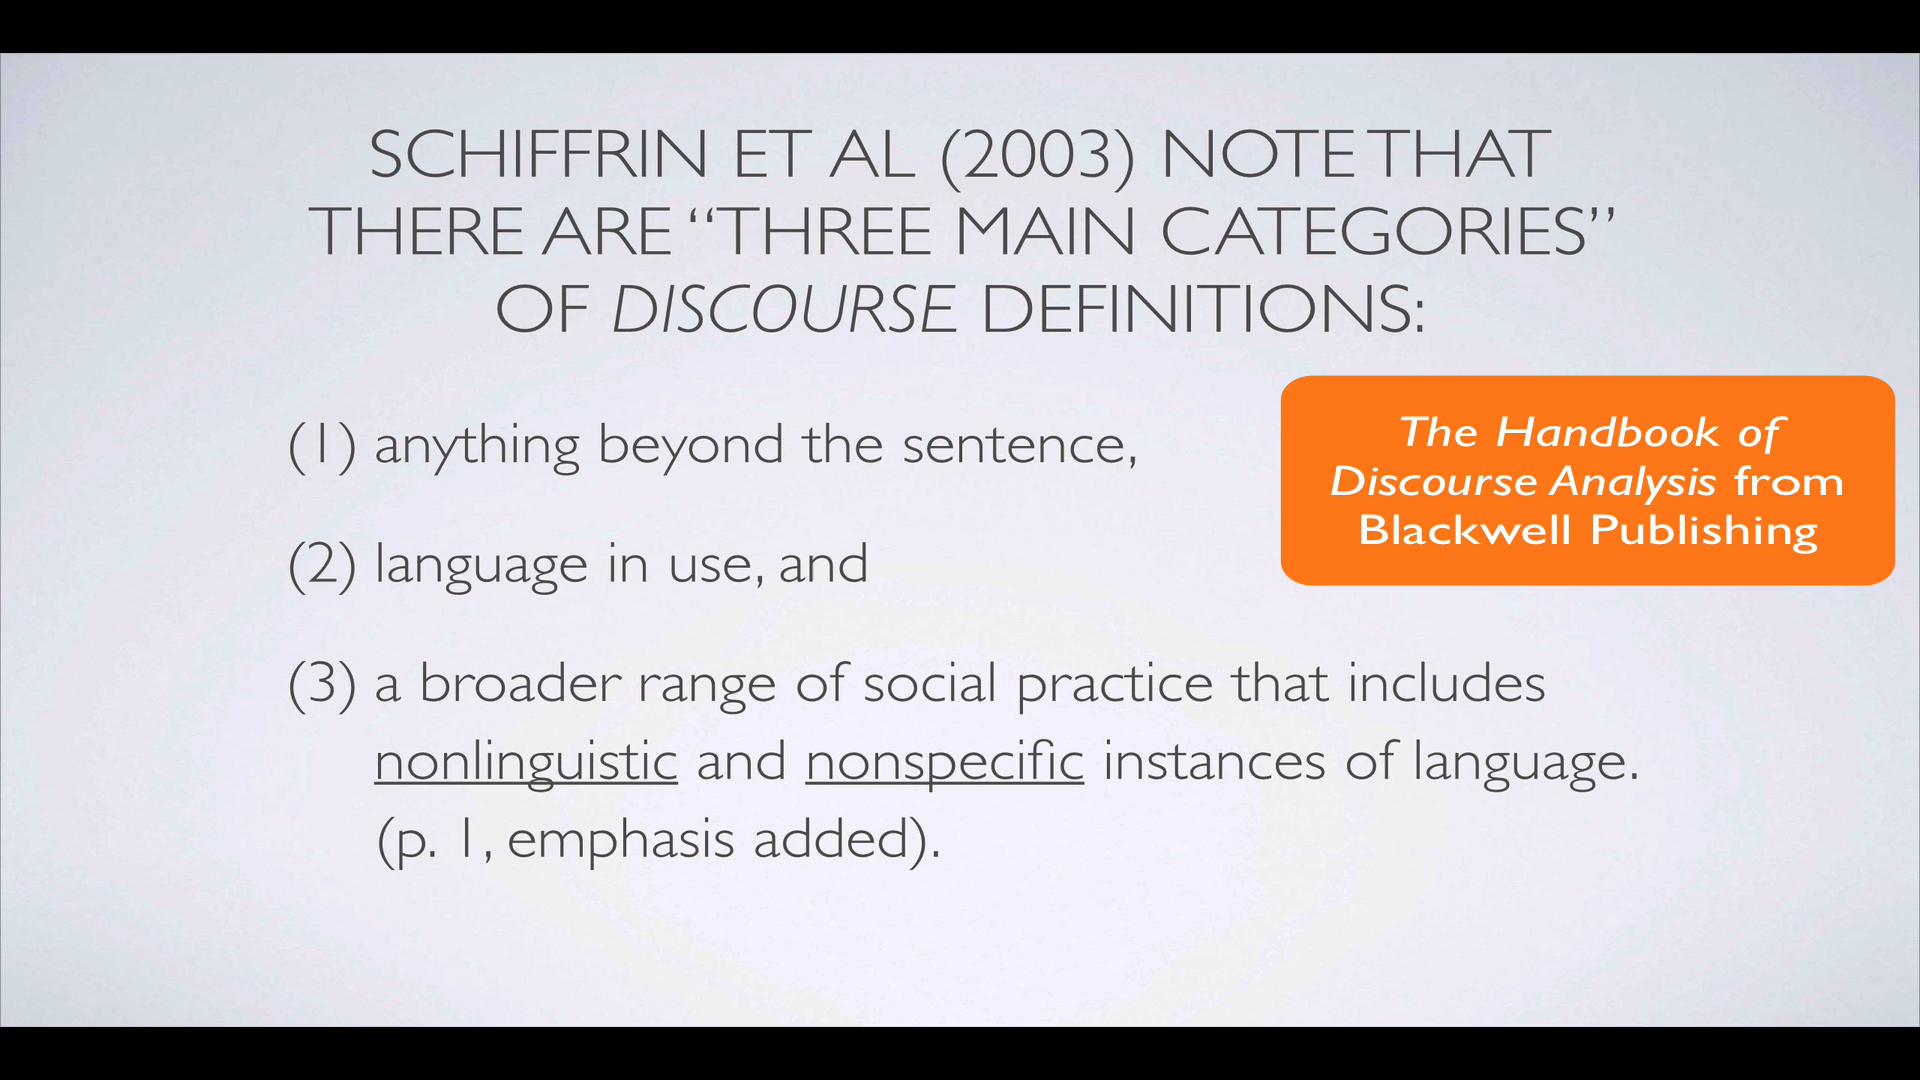 SCHIFFRIN ET AL (2003) NOTE THAT
THERE ARE “THREE MAIN CATEGORIES”
OF DISCOURSE DEFINITIONS:
(1) anything beyond the sentence,
(2) language in use, and
(3) a broader range of social practice that includes
nonlinguistic and nonspecific instances of language.
(p. 1, emphasis added).
The Handbook of
Discourse Analysis from
Blackwell Publishing